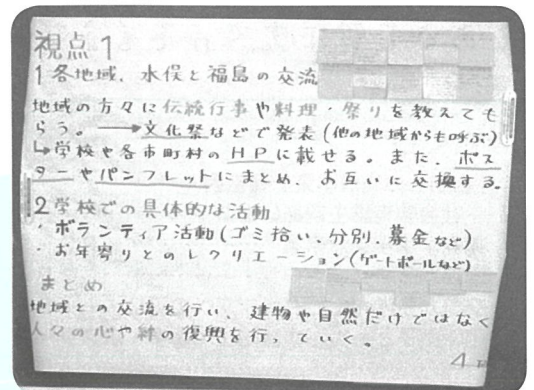 視点1
1 各地域、水俣と福島の交流
地域の方々に伝統行事や料理・祭りを教えても
らう。→文化祭などで発表(他の地域からも呼ぶ)
↳学校や各市町村のHPに載せる。また、ポス
ターやパンフレットにまとめ、お互いに交換する。
2 学校での具体的な活動
・ボランティア活動(ゴミ拾い、分別、募金など)
・お年寄りとのレクリエーション(ゲートボールなど)
まとめ
地域との交流を行い、建物や自然だけではなく
人々の心や絆の復興を行っていく。
4